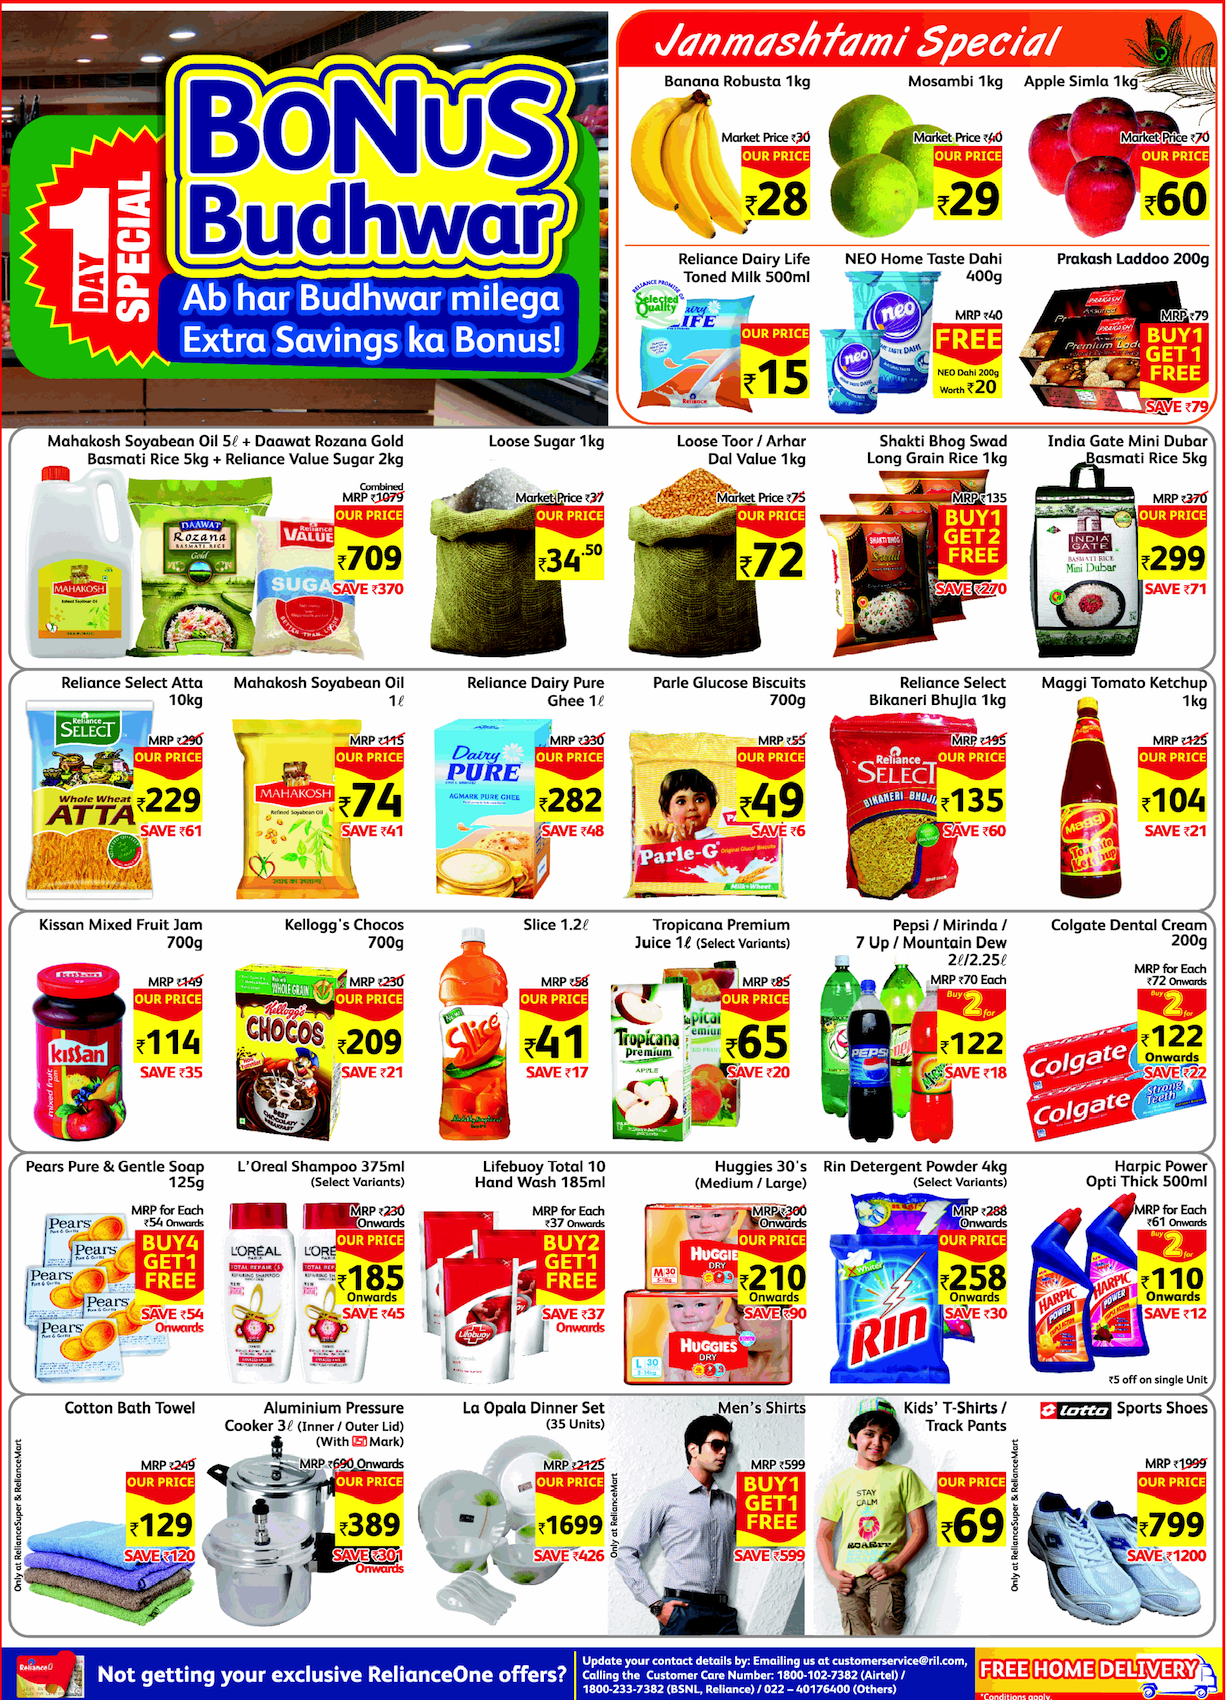 BONUS
Budhwar
1
DAY
SPECIAL
Ab har Budhwar milega
Extra Savings ka Bonus!
Janmashtami Special
Banana Robusta 1kg
Market Price ₹30
OUR PRICE
₹28
Mosambi 1kg
Market Price ₹40
OUR PRICE
₹29
Apple Simla 1kg
Market Price ₹70
OUR PRICE
₹60
Reliance Dairy Life
Toned Milk 500ml
RELIANCE PROMISE OF
Selected
Quality
OUR PRICE
₹15
NEO Home Taste Dahi
400g
MRP ₹40
FREE
NEO Dahi 200g
Worth ₹20
Prakash Laddoo 200g
MRP ₹79
BUY1
GET1
FREE
SAVE ₹79
Mahakosh Soyabean Oil 5ℓ + Daawat Rozana Gold
Basmati Rice 5kg + Reliance Value Sugar 2kg
Combined
MRP ₹1079
OUR PRICE
₹709
SAVE ₹370
Loose Sugar 1kg
Market Price ₹37
OUR PRICE
₹34.50
Loose Toor / Arhar
Dal Value 1kg
Market Price ₹75
OUR PRICE
₹72
Shakti Bhog Swad
Long Grain Rice 1kg
MRP ₹135
BUY1
GET2
FREE
SAVE ₹270
India Gate Mini Dubar
Basmati Rice 5kg
MRP ₹370
OUR PRICE
₹299
SAVE ₹71
Reliance Select Atta
10kg
MRP ₹290
OUR PRICE
₹229
SAVE ₹61
Mahakosh Soyabean Oil
1ℓ
MRP ₹115
OUR PRICE
₹74
SAVE ₹41
Reliance Dairy Pure
Ghee 1ℓ
MRP ₹330
OUR PRICE
₹282
SAVE ₹48
Parle Glucose Biscuits
700g
MRP ₹55
OUR PRICE
₹49
SAVE ₹6
Reliance Select
Bikaneri Bhujia 1kg
MRP ₹195
OUR PRICE
₹135
SAVE ₹60
Maggi Tomato Ketchup
1kg
MRP ₹125
OUR PRICE
₹104
SAVE ₹21
Kissan Mixed Fruit Jam
700g
MRP ₹149
OUR PRICE
₹114
SAVE ₹35
Kellogg's Chocos
700g
MRP ₹230
OUR PRICE
₹209
SAVE ₹21
Slice 1.2ℓ
MRP ₹58
OUR PRICE
₹41
SAVE ₹17
Tropicana Premium
Juice 1ℓ (Select Variants)
MRP ₹85
OUR PRICE
₹65
SAVE ₹20
Pepsi / Mirinda /
7 Up / Mountain Dew
2ℓ/2.25ℓ
MRP ₹70 Each
Buy 2 for
₹122
SAVE ₹18
Colgate Dental Cream
200g
MRP for Each
₹72 Onwards
Buy 2 for
₹122
Onwards
SAVE ₹22
Pears Pure & Gentle Soap
125g
MRP for Each
₹54 Onwards
BUY4
GET1
FREE
SAVE ₹54
Onwards
L'Oreal Shampoo 375ml
(Select Variants)
MRP ₹230
Onwards
OUR PRICE
₹185
Onwards
SAVE ₹45
Lifebuoy Total 10
Hand Wash 185ml
MRP for Each
₹37 Onwards
BUY2
GET1
FREE
SAVE ₹37
Onwards
Huggies 30's
(Medium / Large)
MRP ₹300
Onwards
OUR PRICE
₹210
Onwards
SAVE ₹90
Rin Detergent Powder 4kg
(Select Variants)
MRP ₹288
Onwards
OUR PRICE
₹258
Onwards
SAVE ₹30
Harpic Power
Opti Thick 500ml
MRP for Each
₹61 Onwards
Buy 2 for
₹110
Onwards
SAVE ₹12
₹5 off on single Unit
Cotton Bath Towel
Only at RelianceSuper & RelianceMart
MRP ₹249
OUR PRICE
₹129
SAVE ₹120
Aluminium Pressure
Cooker 3ℓ (Inner / Outer Lid)
(With ISI Mark)
MRP ₹690 Onwards
OUR PRICE
₹389
SAVE ₹301
Onwards
La Opala Dinner Set
(35 Units)
MRP ₹2125
OUR PRICE
₹1699
SAVE ₹426
Men's Shirts
Only at RelianceMart
MRP ₹599
BUY1
GET1
FREE
SAVE ₹599
Kids' T-Shirts /
Track Pants
OUR PRICE
₹69
lotto Sports Shoes
Only at RelianceSuper & RelianceMart
MRP ₹1999
OUR PRICE
₹799
SAVE ₹1200
Not getting your exclusive RelianceOne offers?
Update your contact details by: Emailing us at customerservice@ril.com,
Calling the Customer Care Number: 1800-102-7382 (Airtel) /
1800-233-7382 (BSNL, Reliance) / 022 – 40176400 (Others)
FREE HOME DELIVERY
*Conditions apply.